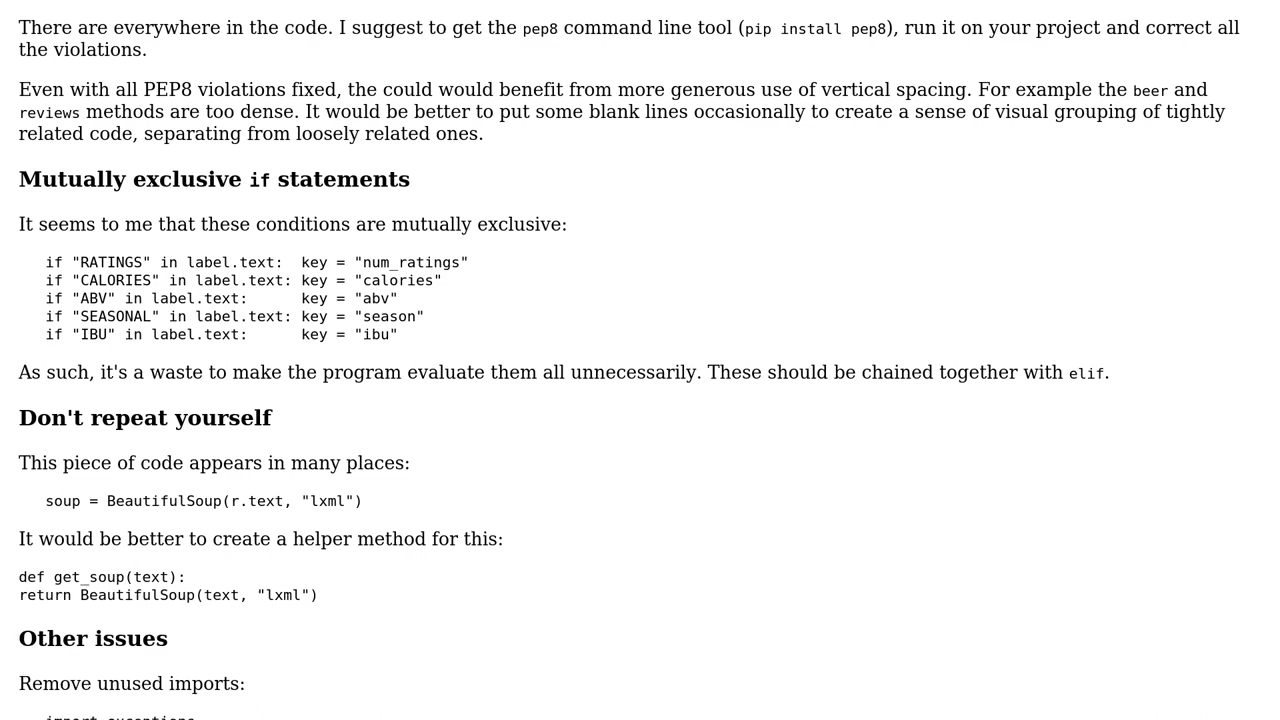 There are everywhere in the code. I suggest to get the pep8 command line tool (pip install pep8), run it on your project and correct all
the violations.
Even with all PEP8 violations fixed, the could would benefit from more generous use of vertical spacing. For example the beer and
reviews methods are too dense. It would be better to put some blank lines occasionally to create a sense of visual grouping of tightly
related code, separating from loosely related ones.
Mutually exclusive if statements
It seems to me that these conditions are mutually exclusive:
if "RATINGS" in label.text:  key = "num_ratings"
if "CALORIES" in label.text: key = "calories"
if "ABV" in label.text:      key = "abv"
if "SEASONAL" in label.text: key = "season"
if "IBU" in label.text:      key = "ibu"
As such, it's a waste to make the program evaluate them all unnecessarily. These should be chained together with elif.
Don't repeat yourself
This piece of code appears in many places:
soup = BeautifulSoup(r.text, "lxml")
It would be better to create a helper method for this:
def get_soup(text):
return BeautifulSoup(text, "lxml")
Other issues
Remove unused imports: